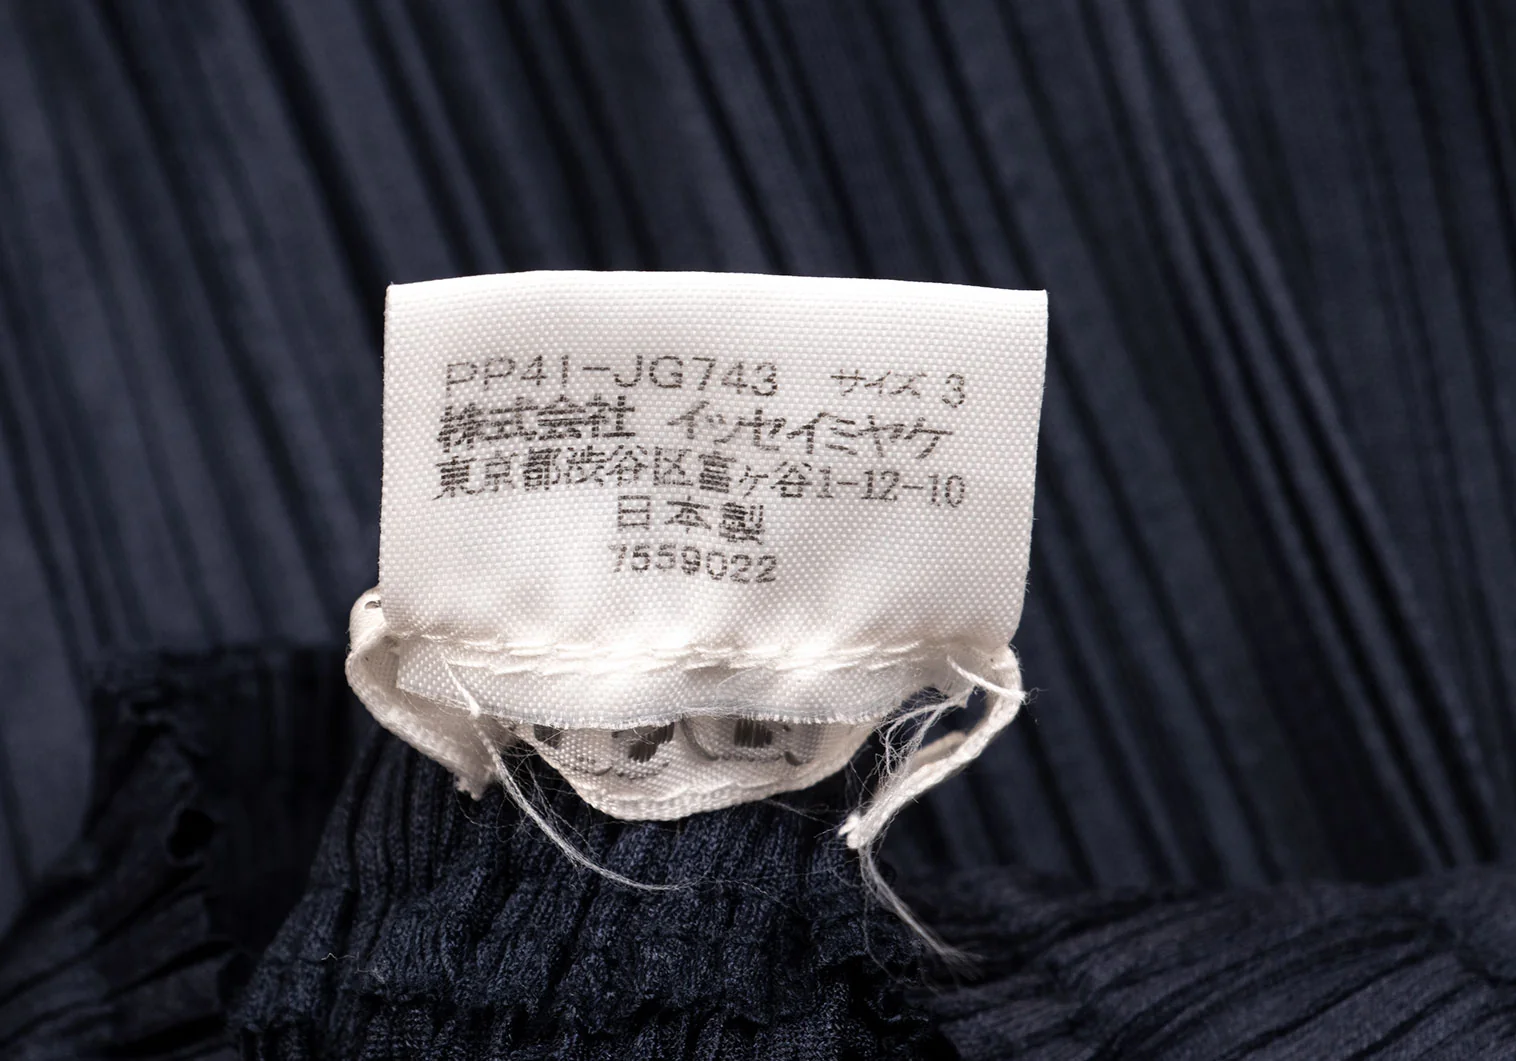 PP41-JG743 サイズ 3
株式会社 イッセイミヤケ
東京都渋谷区富ヶ谷1-12-10
日本製
7559022